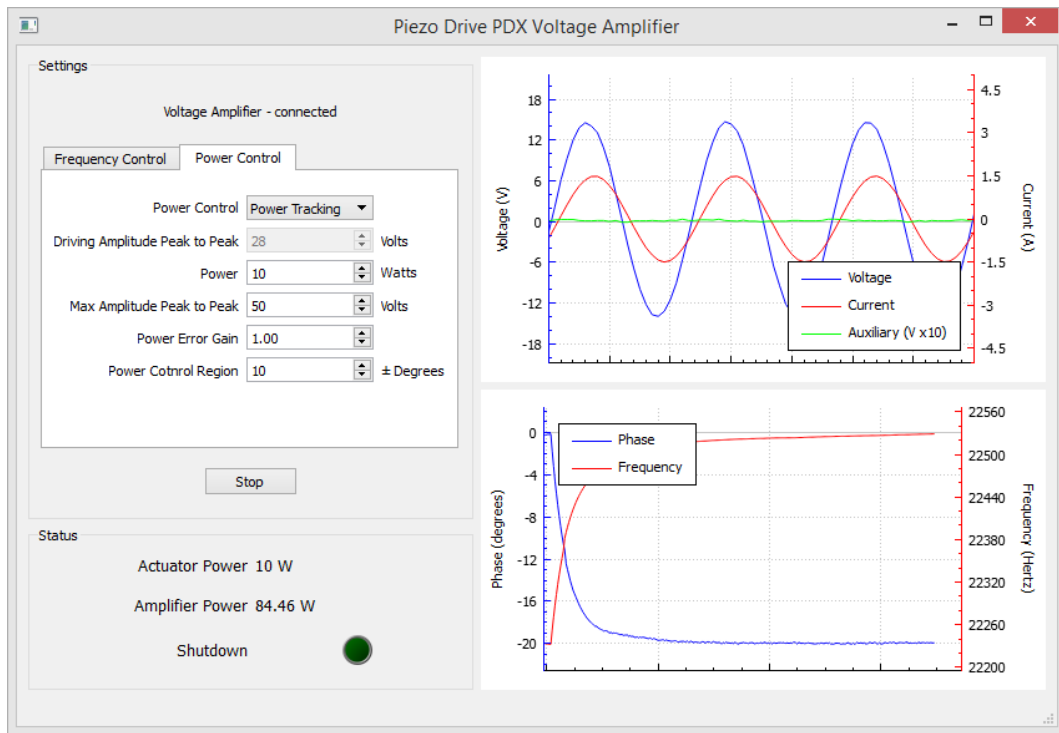 Piezo Drive PDX Voltage Amplifier
Settings
Voltage Amplifier - connected
Frequency Control
Power Control
Power Control Power Tracking
Driving Amplitude Peak to Peak 28 Volts
Power 10 Watts
Max Amplitude Peak to Peak 50 Volts
Power Error Gain 1.00
Power Cotnrol Region 10 ± Degrees
Stop
Status
Actuator Power 10 W
Amplifier Power 84.46 W
Shutdown
Voltage (V)
18
12
6
0
-6
-12
-18
4.5
3
1.5
0
-1.5
-3
-4.5
Current (A)
Voltage
Current
Auxiliary (V x10)
Phase (degrees)
0
-4
-8
-12
-16
-20
22560
22500
22440
22380
22320
22260
22200
Frequency (Hertz)
Phase
Frequency